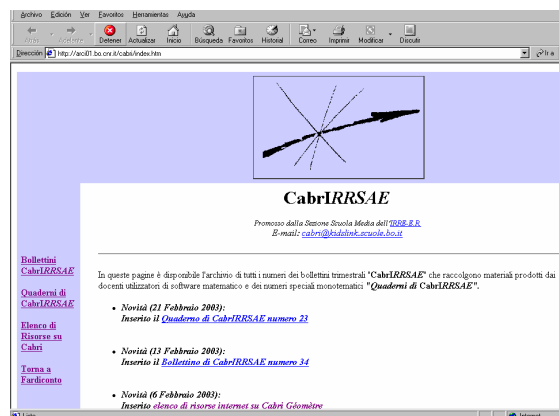 Archivo Edición Ver Favoritos Herramientas Ayuda
Atrás Adelante Detener Actualizar Inicio Búsqueda Favoritos Historial Correo Imprimir Modificar Discutir
Dirección http://arci01.bo.cnr.it/cabri/index.htm Ir a
CabrIRRSAE
Promosso dalla Sezione Scuola Media dell'IRRE-E.R.
E-mail: cabri@kidslink.scuole.bo.it
Bollettini
CabrIRRSAE
Quaderni di
CabrIRRSAE
Elenco di
Risorse su
Cabri
Torna a
Fardiconto
In queste pagine è disponibile l'archivio di tutti i numeri dei bollettini trimestrali "CabrIRRSAE" che raccolgono materiali prodotti dai
docenti utilizzatori di software matematico e dei numeri speciali monotematici "Quaderni di CabrIRRSAE".
• Novità (21 Febbraio 2003):
Inserito il Quaderno di CabrIRRSAE numero 23
• Novità (13 Febbraio 2003):
Inserito il Bollettino di CabrIRRSAE numero 34
• Novità (6 Febbraio 2003):
Inserito elenco di risorse internet su Cabri Géomètre
Listo Internet